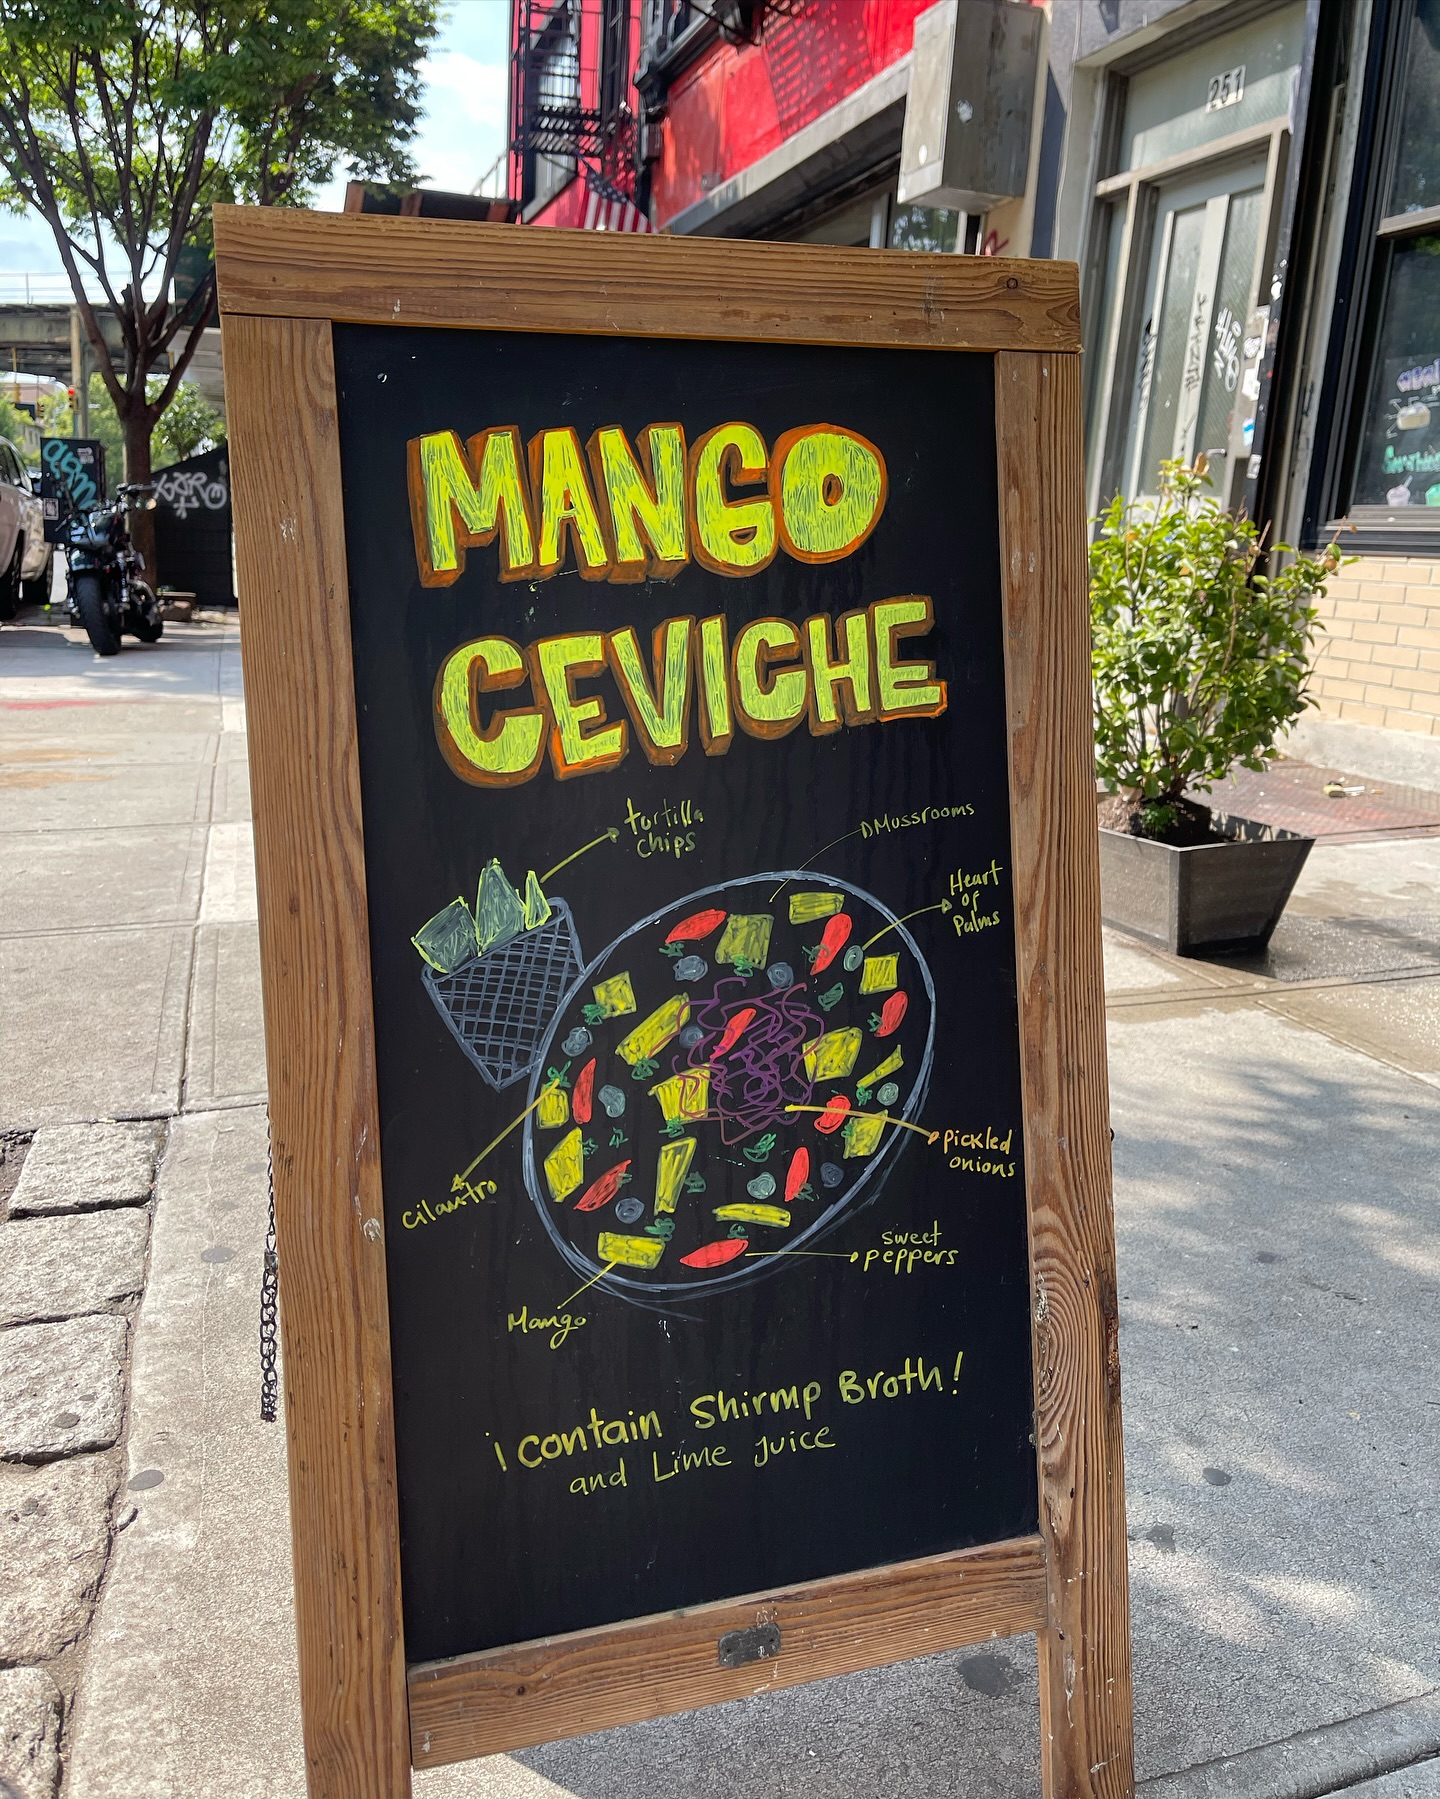 251
MANGO
CEVICHE
tortilla
chips
Mussrooms
Heart
of
Palms
pickled
onions
cilantro
sweet
peppers
Mango
i contain Shirmp Broth!
and Lime Juice